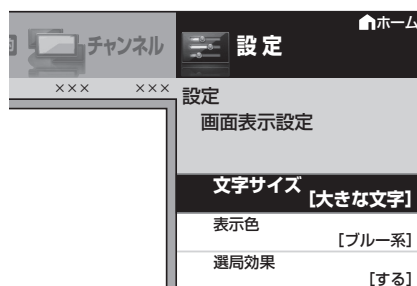 チャンネル
設定
ホーム
××× ×××
設定
画面表示設定
文字サイズ
[大きな文字]
表示色
[ブルー系]
選局効果
[する]